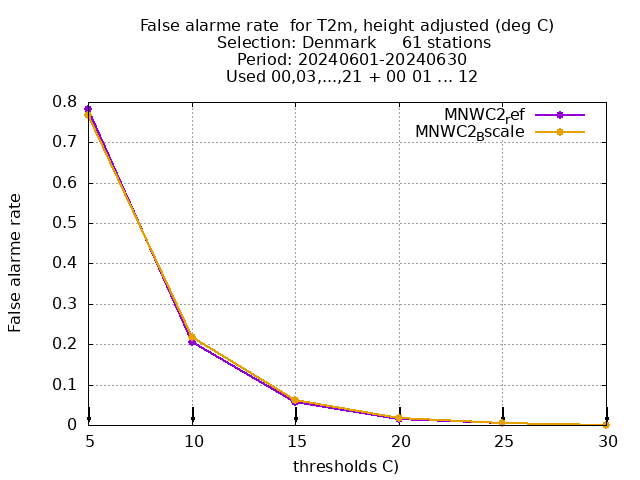 False alarme rate  for T2m, height adjusted (deg C)
Selection: Denmark     61 stations
Period: 20240601-20240630
Used 00,03,...,21 + 00 01 ... 12
MNWC2ref
MNWC2Bscale
False alarme rate
0.8
0.7
0.6
0.5
0.4
0.3
0.2
0.1
0
5 10 15 20 25 30
thresholds C)